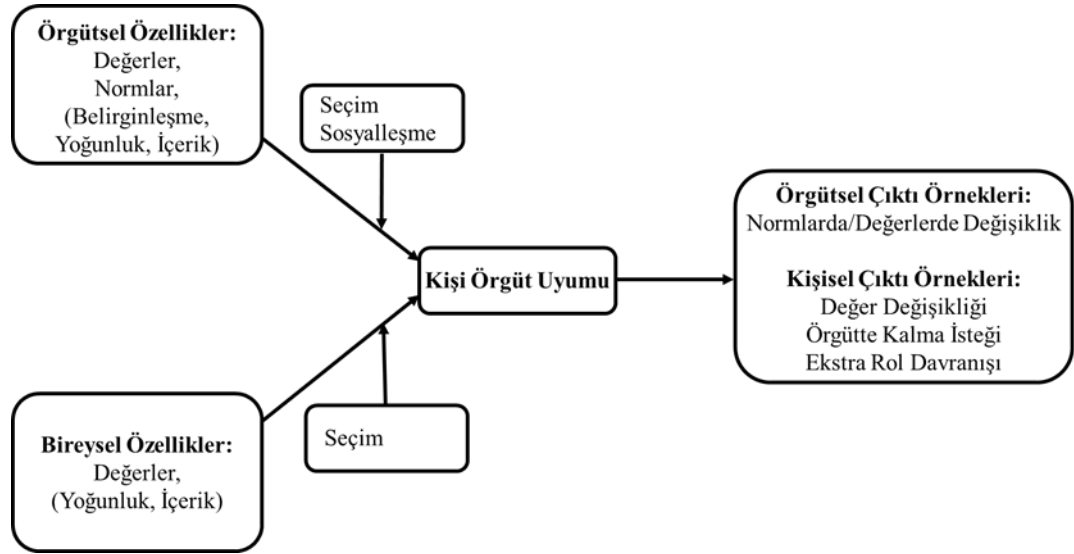 Örgütsel Özellikler:
Değerler,
Normlar,
(Belirginleşme,
Yoğunluk, İçerik)
Seçim
Sosyalleşme
Kişi Örgüt Uyumu
Örgütsel Çıktı Örnekleri:
Normlarda/Değerlerde Değişiklik
Kişisel Çıktı Örnekleri:
Değer Değişikliği
Örgütte Kalma İsteği
Ekstra Rol Davranışı
Bireysel Özellikler:
Değerler,
(Yoğunluk, İçerik)
Seçim